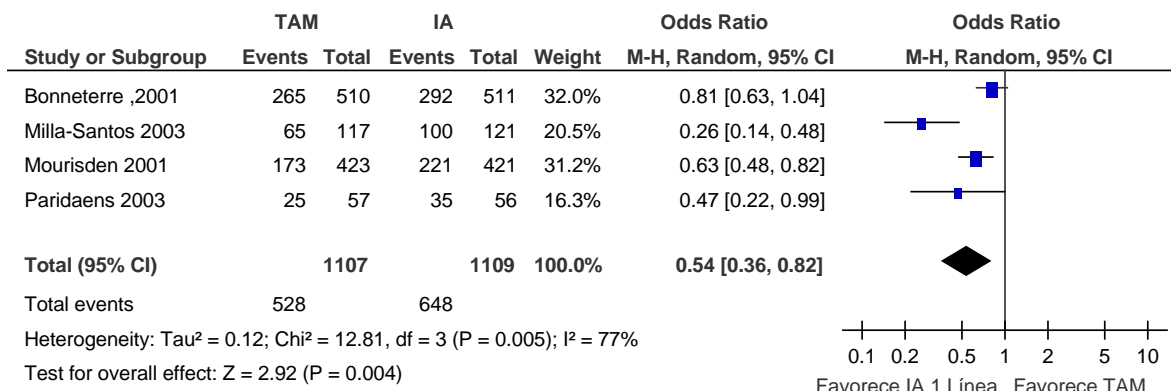 TAM IA Odds Ratio Odds Ratio
Study or Subgroup Events Total Events Total Weight M-H, Random, 95% CI M-H, Random, 95% CI
Bonneterre ,2001 265 510 292 511 32.0% 0.81 [0.63, 1.04]
Milla-Santos 2003 65 117 100 121 20.5% 0.26 [0.14, 0.48]
Mourisden 2001 173 423 221 421 31.2% 0.63 [0.48, 0.82]
Paridaens 2003 25 57 35 56 16.3% 0.47 [0.22, 0.99]
Total (95% CI) 1107 1109 100.0% 0.54 [0.36, 0.82]
Total events 528 648
Heterogeneity: Tau² = 0.12; Chi² = 12.81, df = 3 (P = 0.005); I² = 77%
Test for overall effect: Z = 2.92 (P = 0.004)
0.1 0.2 0.5 1 2 5 10
Favorece IA 1 Línea Favorece TAM